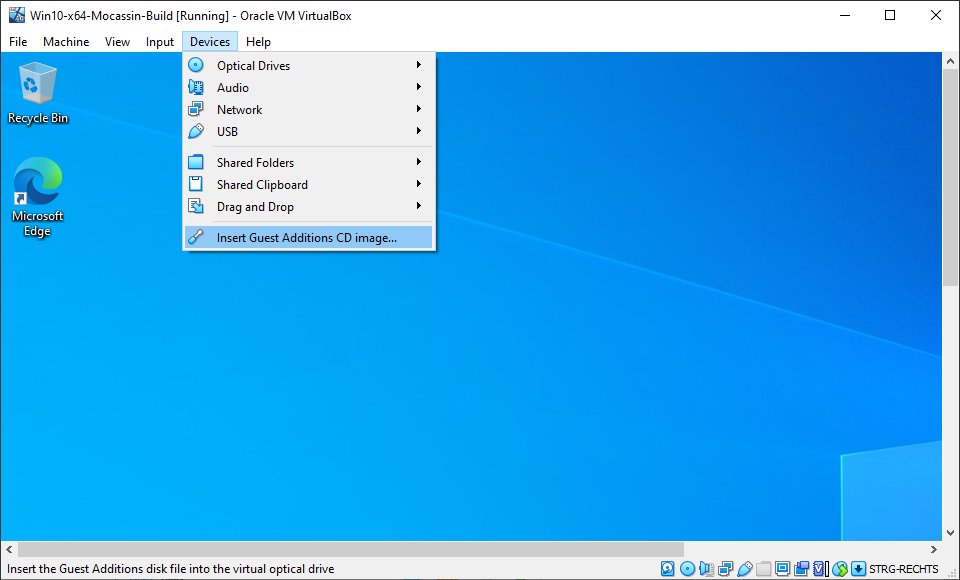 Win10-x64-Mocassin-Build [Running] - Oracle VM VirtualBox
File Machine View Input Devices Help
Optical Drives
Audio
Network
USB
Shared Folders
Shared Clipboard
Drag and Drop
Insert Guest Additions CD image...
Recycle Bin
Microsoft
Edge
Insert the Guest Additions disk file into the virtual optical drive
STRG-RECHTS